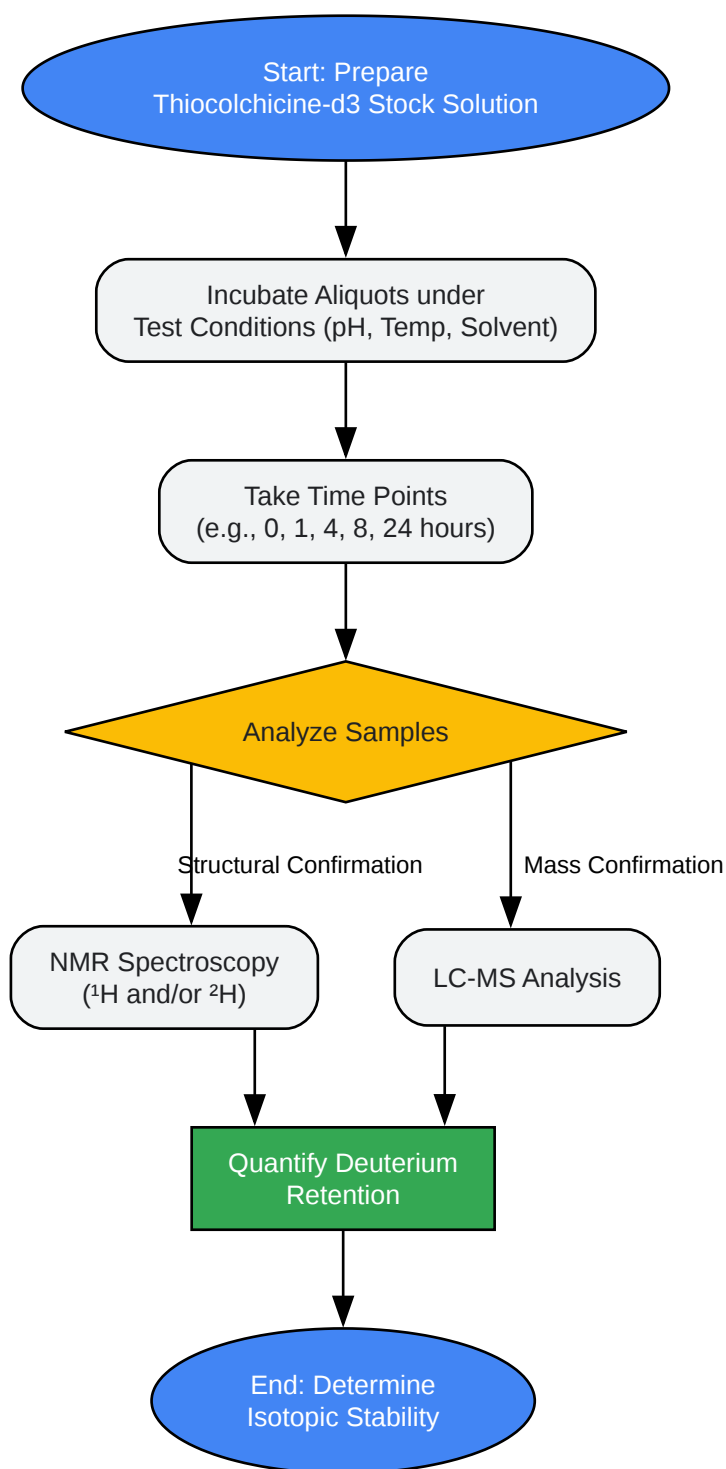 Start: Prepare
Thiocolchicine-d3 Stock Solution
Incubate Aliquots under
Test Conditions (pH, Temp, Solvent)
Take Time Points
(e.g., 0, 1, 4, 8, 24 hours)
Analyze Samples
Structural Confirmation
Mass Confirmation
NMR Spectroscopy
(¹H and/or ²H)
LC-MS Analysis
Quantify Deuterium
Retention
End: Determine
Isotopic Stability